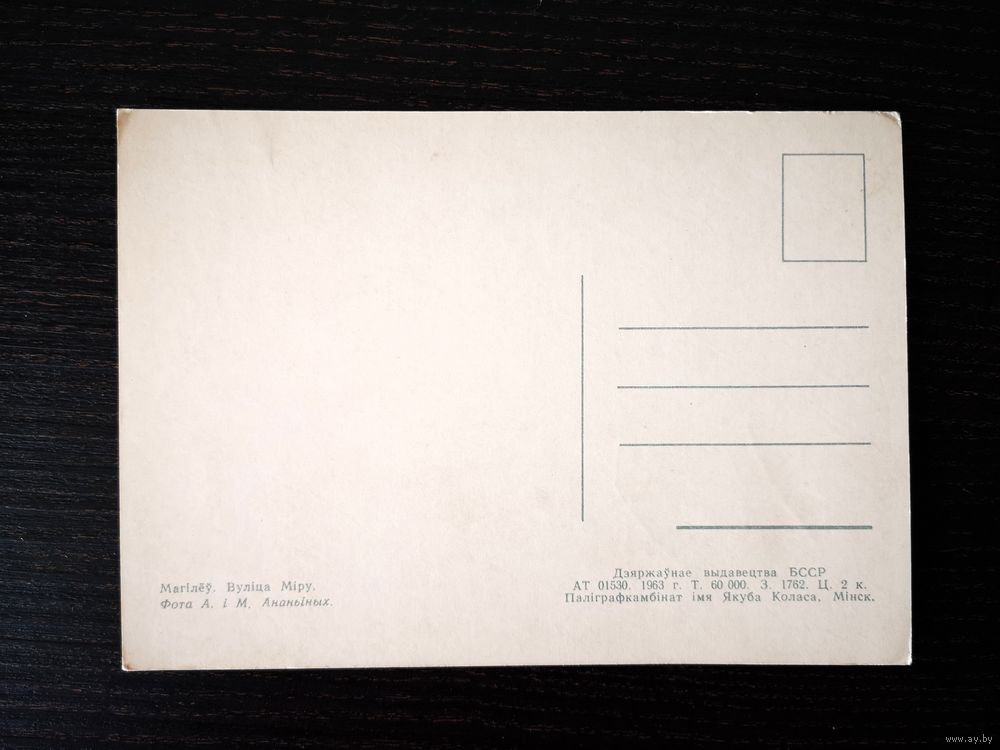 Магілёў. Вуліца Міру.
Фота А. і М. Ананьіных.
Дзяржаўнае выдавецтва БССР
АТ 01530. 1963 г. Т. 60 000. З. 1762. Ц. 2 к.
Паліграфкамбінат імя Якуба Коласа, Мінск.
www.ay.by